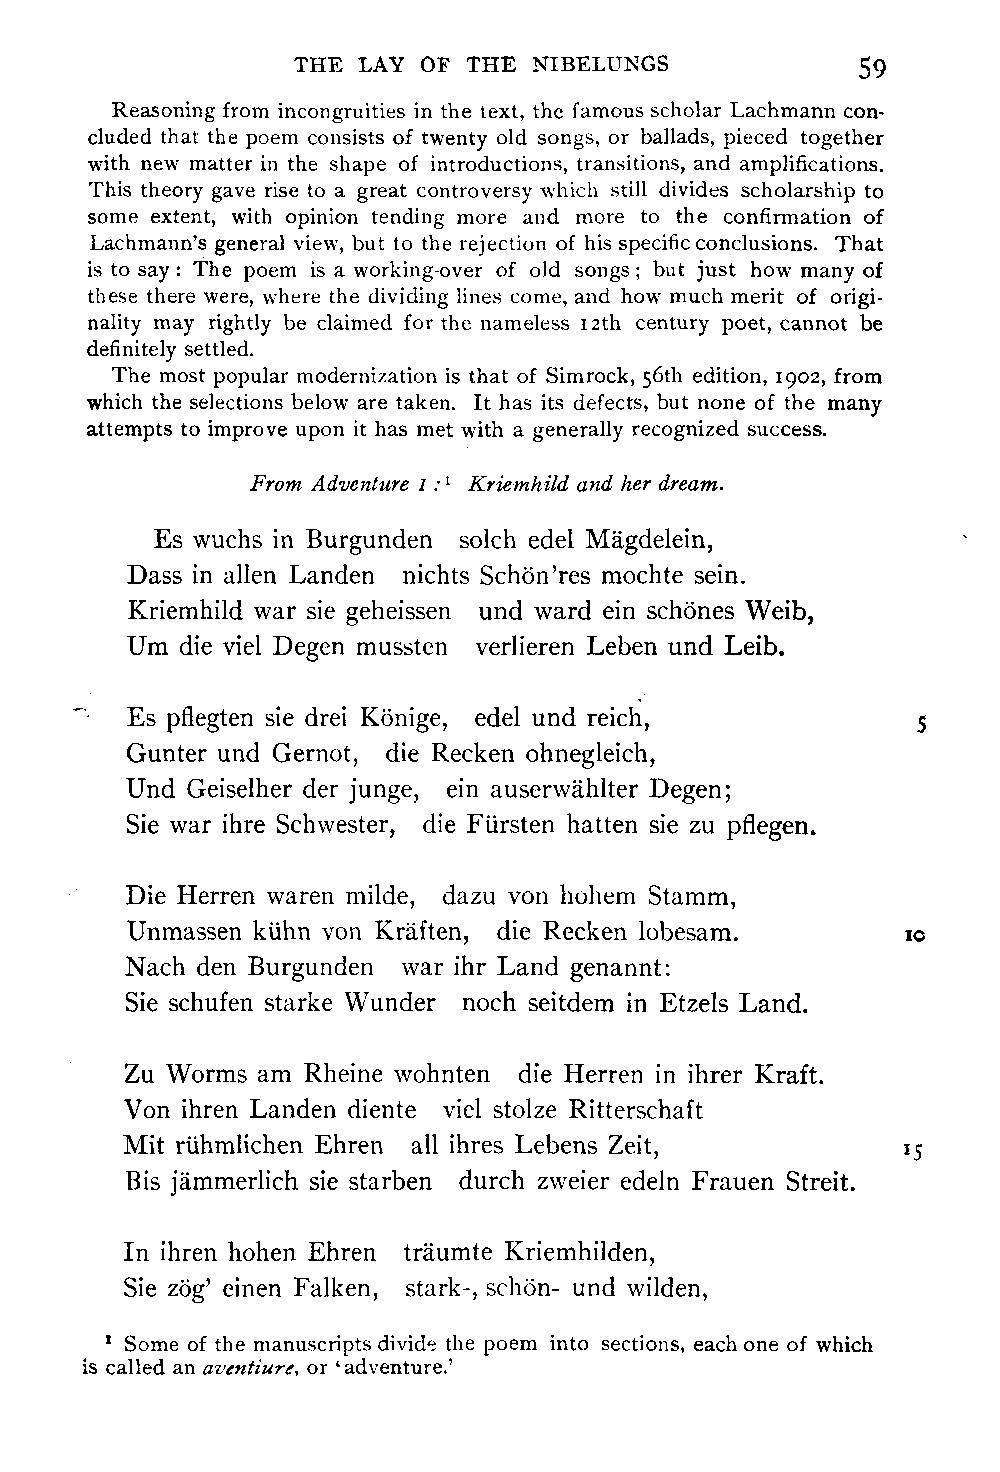 THE LAY OF THE NIBELUNGS 59
Reasoning from incongruities in the text, the famous scholar Lachmann con-
cluded that the poem consists of twenty old songs, or ballads, pieced together
with new matter in the shape of introductions, transitions, and amplifications.
This theory gave rise to a great controversy which still divides scholarship to
some extent, with opinion tending more and more to the confirmation of
Lachmann's general view, but to the rejection of his specific conclusions. That
is to say: The poem is a working-over of old songs; but just how many of
these there were, where the dividing lines come, and how much merit of origi-
nality may rightly be claimed for the nameless 12th century poet, cannot be
definitely settled.
The most popular modernization is that of Simrock, 56th edition, 1902, from
which the selections below are taken. It has its defects, but none of the many
attempts to improve upon it has met with a generally recognized success.
From Adventure 1:¹ Kriemhild and her dream.
Es wuchs in Burgunden solch edel Mägdelein,
Dass in allen Landen nichts Schön'res mochte sein.
Kriemhild war sie geheissen und ward ein schönes Weib,
Um die viel Degen mussten verlieren Leben und Leib.
Es pflegten sie drei Könige, edel und reich, 5
Gunter und Gernot, die Recken ohnegleich,
Und Geiselher der junge, ein auserwählter Degen;
Sie war ihre Schwester, die Fürsten hatten sie zu pflegen.
Die Herren waren milde, dazu von hohem Stamm,
Unmassen kühn von Kräften, die Recken lobesam. 10
Nach den Burgunden war ihr Land genannt:
Sie schufen starke Wunder noch seitdem in Etzels Land.
Zu Worms am Rheine wohnten die Herren in ihrer Kraft.
Von ihren Landen diente viel stolze Ritterschaft
Mit rühmlichen Ehren all ihres Lebens Zeit, 15
Bis jämmerlich sie starben durch zweier edeln Frauen Streit.
In ihren hohen Ehren träumte Kriemhilden,
Sie zög' einen Falken, stark-, schön- und wilden,
¹ Some of the manuscripts divide the poem into sections, each one of which
is called an aventiure, or 'adventure.'